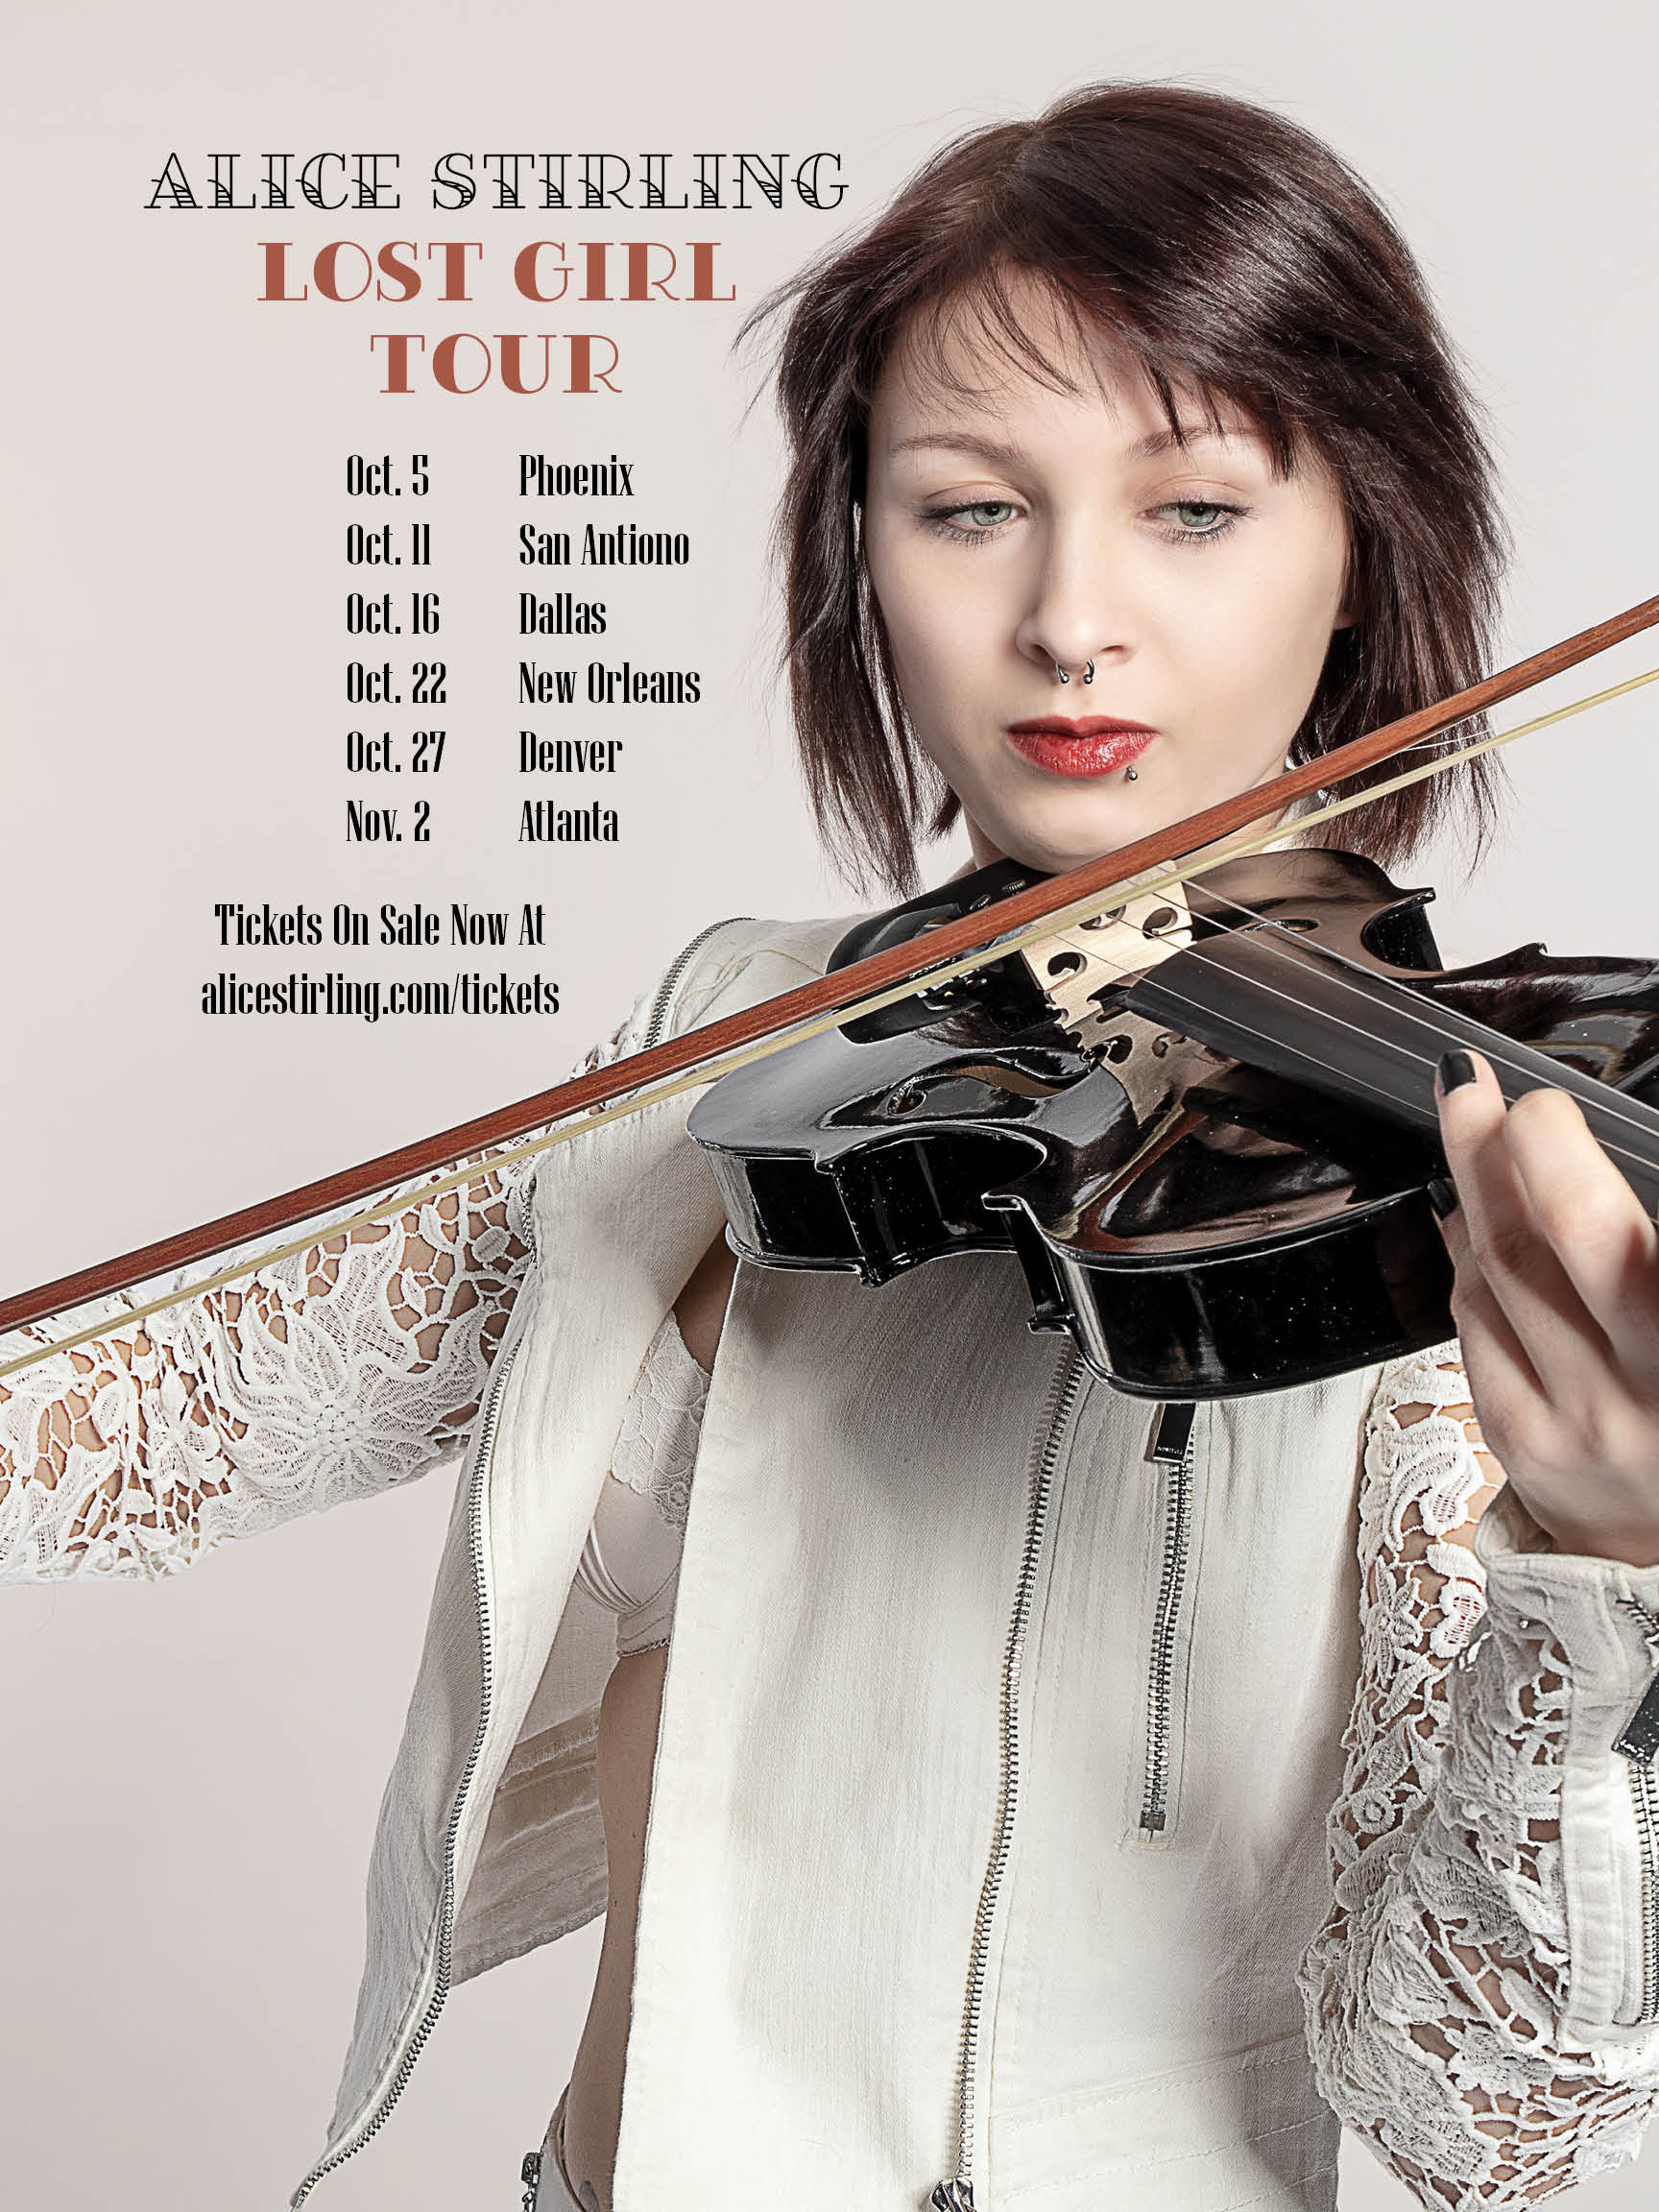 ALICE STIRLING
LOST GIRL
TOUR
Oct. 5 Phoenix
Oct. 11 San Antiono
Oct. 16 Dallas
Oct. 22 New Orleans
Oct. 27 Denver
Nov. 2 Atlanta
Tickets On Sale Now At
alicestirling.com/tickets